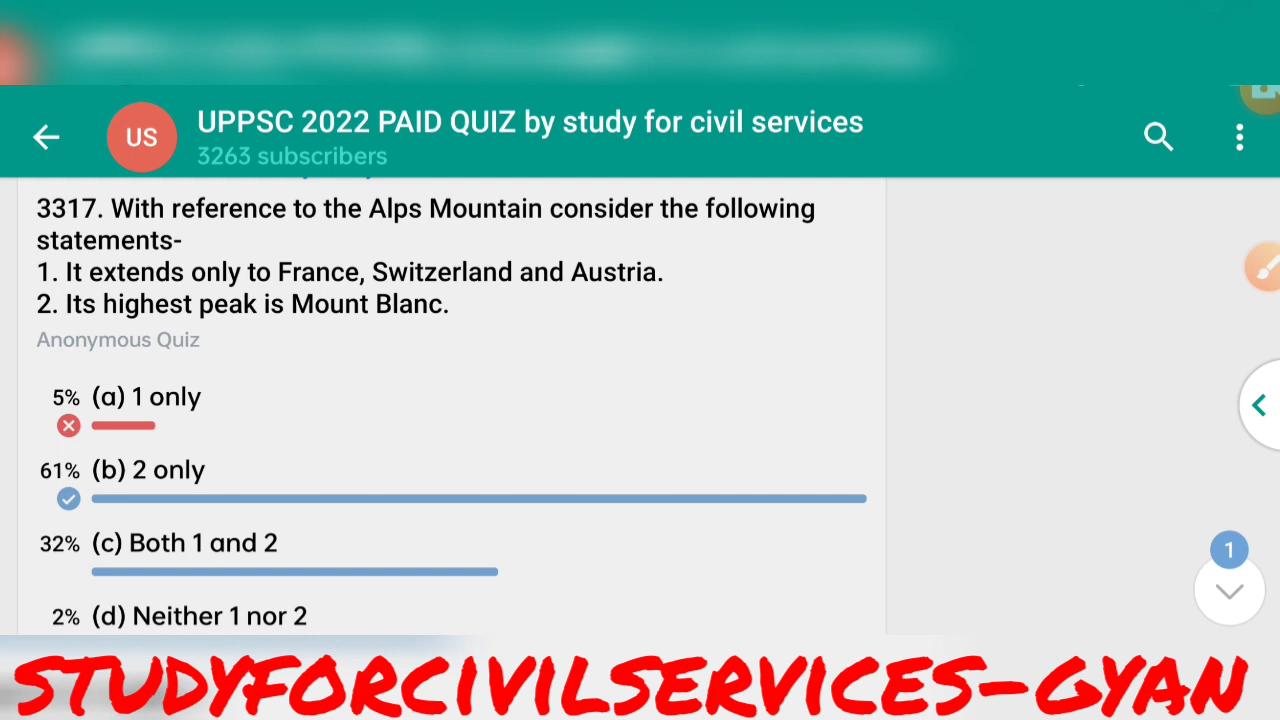 US
UPPSC 2022 PAID QUIZ by study for civil services
3263 subscribers
3317. With reference to the Alps Mountain consider the following
statements-
1. It extends only to France, Switzerland and Austria.
2. Its highest peak is Mount Blanc.
Anonymous Quiz
5% (a) 1 only
61% (b) 2 only
32% (c) Both 1 and 2
1
2% (d) Neither 1 nor 2
STUDYFORCIVILSERVICES-GYAN